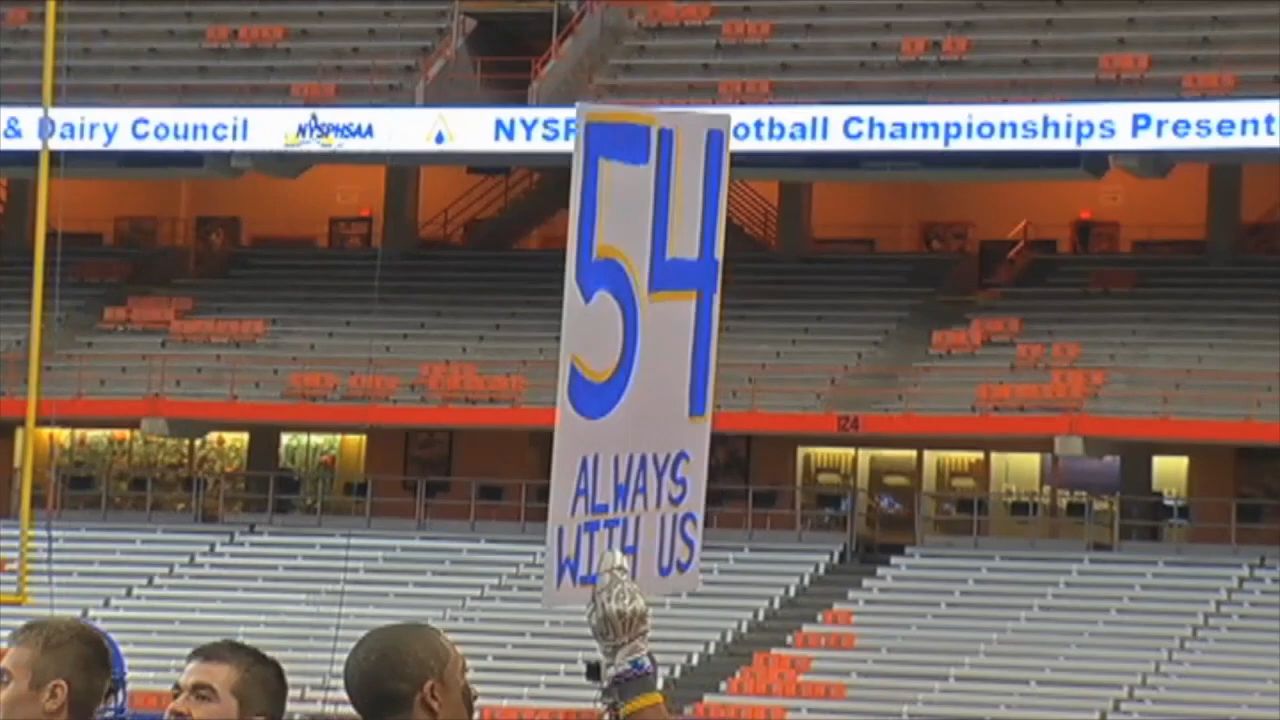 & Dairy Council NYSPHSAA NYSP otball Championships Present
54
124
ALWAYS
WITH US